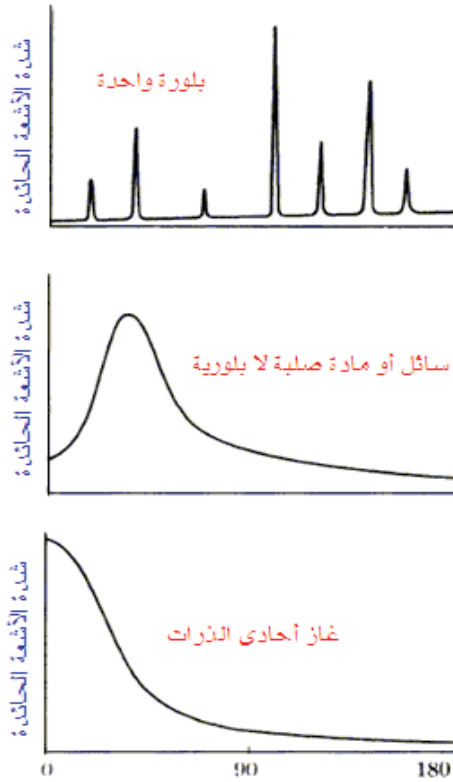 شدة الأشعة الحائدة
بلورة واحدة
شدة الأشعة الحائدة
سائل أو مادة صلبة لا بلورية
شدة الأشعة الحائدة
غاز أحادى الذرات
0 90 180